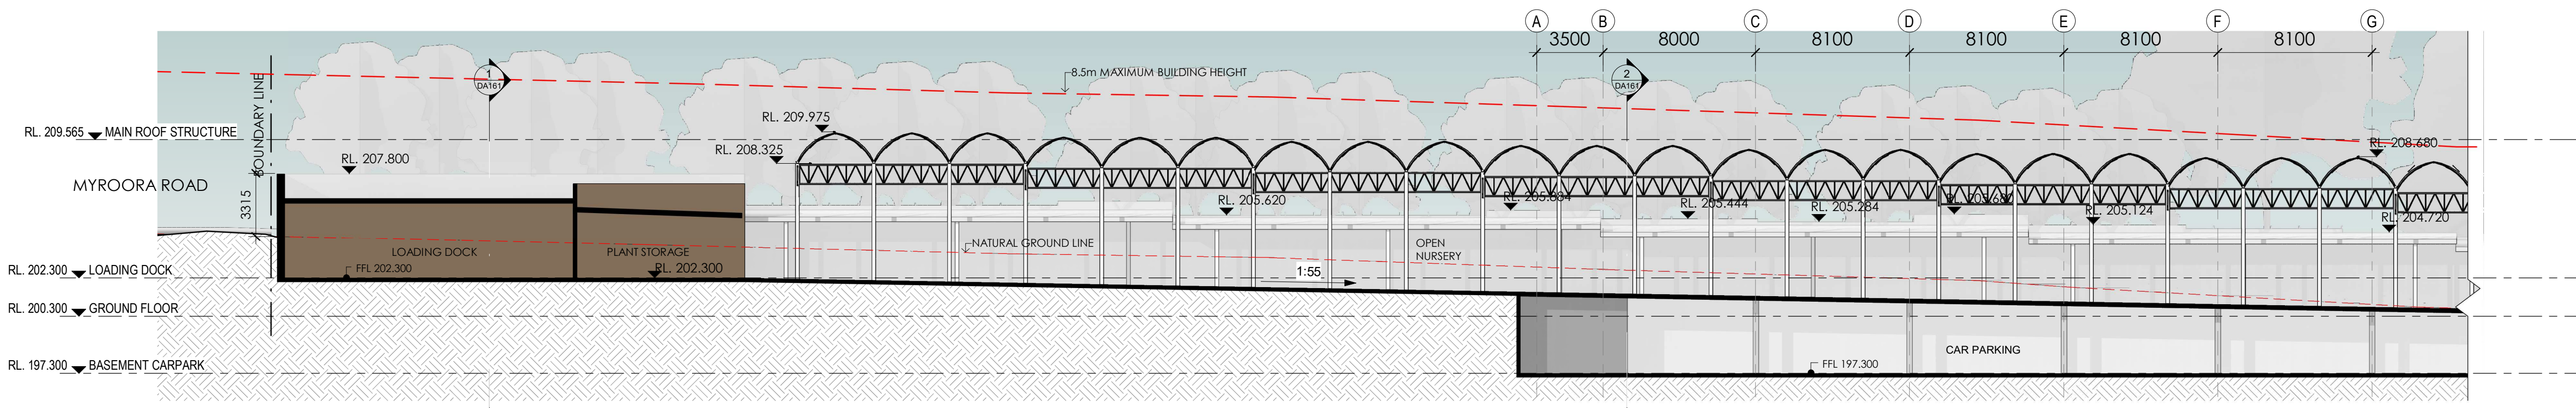 A
B
C
D
E
F
G
3500
8000
8100
8100
8100
8100
BOUNDARY LINE
1
DA161
8.5m MAXIMUM BUILDING HEIGHT
2
DA161
RL. 209.565 MAIN ROOF STRUCTURE
RL. 209.975
RL. 208.325
RL. 208.680
RL. 207.800
MYROORA ROAD
3315
RL. 205.620
RL. 205.884
RL. 205.444
RL. 205.284
RL. 205.124
RL. 204.720
NATURAL GROUND LINE
OPEN
NURSERY
LOADING DOCK
PLANT STORAGE
RL. 202.300 LOADING DOCK
FFL 202.300
RL. 202.300
1:55
RL. 200.300 GROUND FLOOR
CAR PARKING
RL. 197.300 BASEMENT CARPARK
FFL 197.300